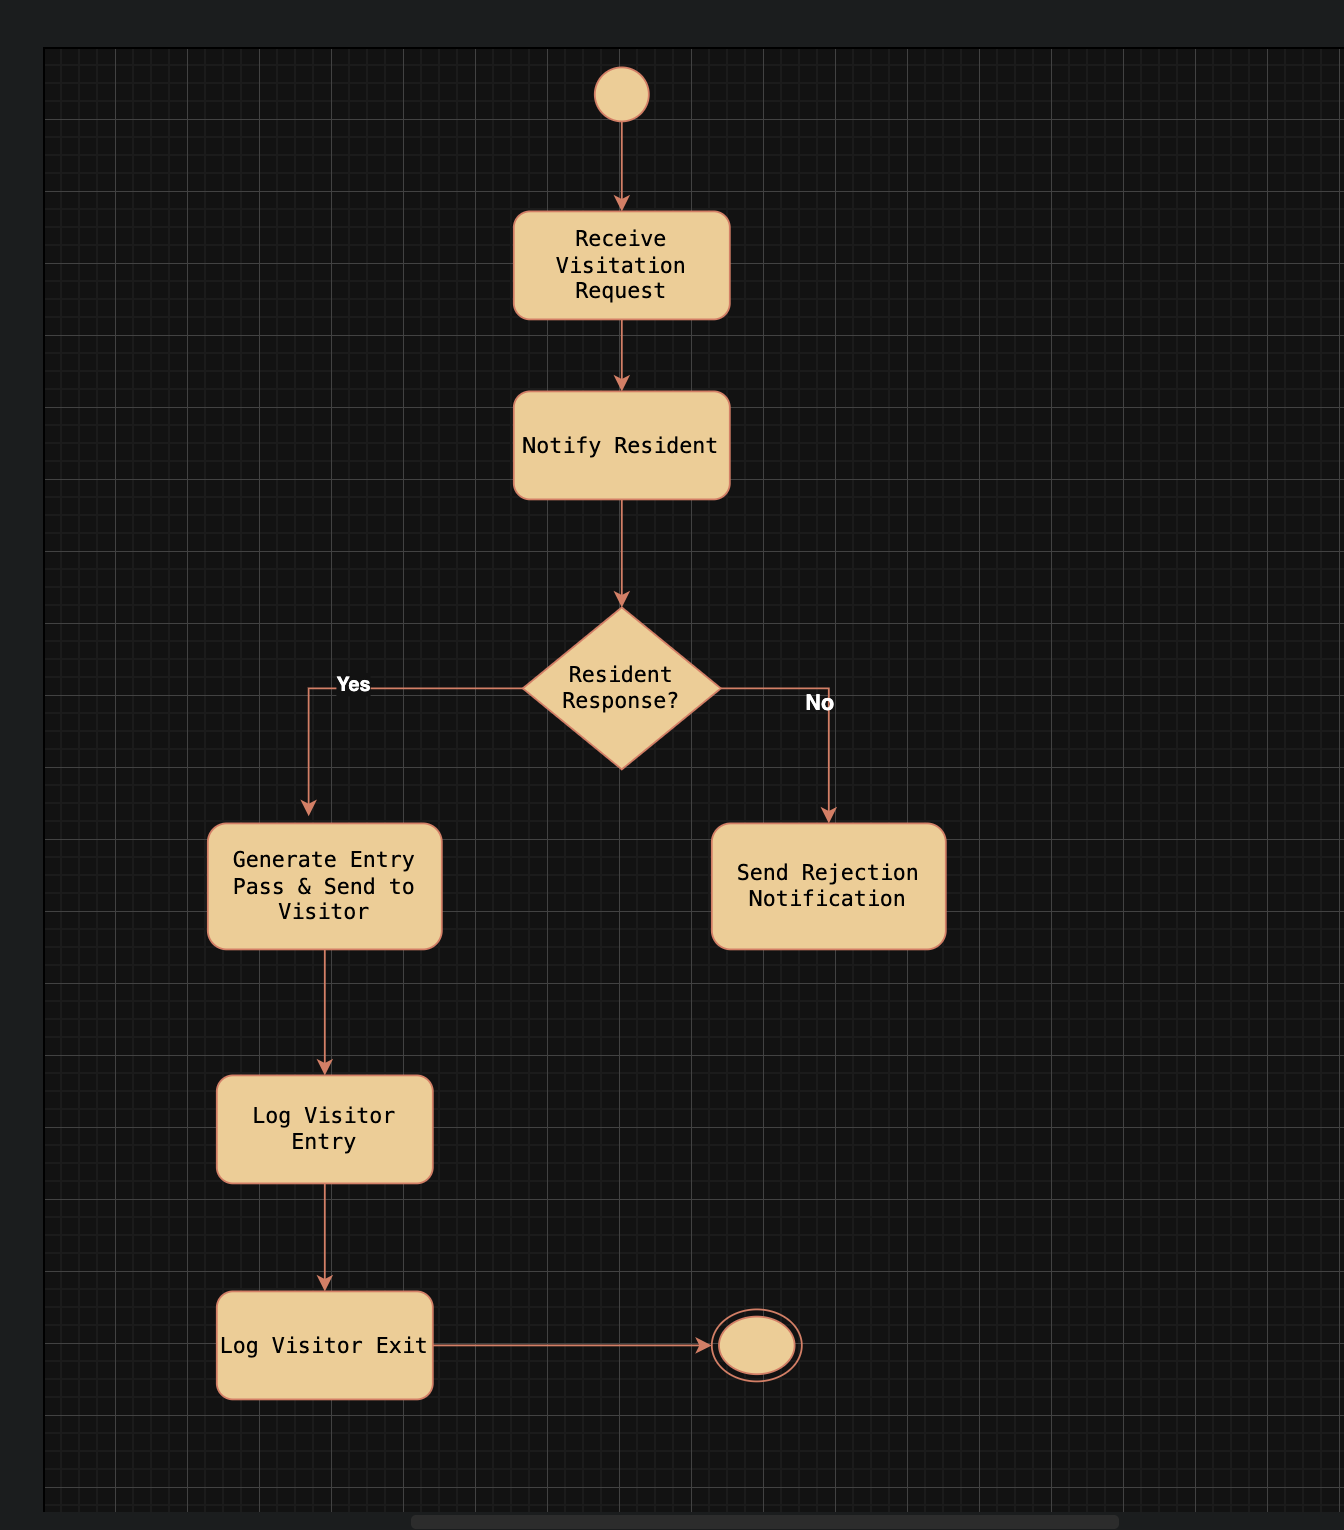 Receive
Visitation
Request
Notify Resident
Resident
Response?
Yes
No
Generate Entry
Pass & Send to
Visitor
Send Rejection
Notification
Log Visitor
Entry
Log Visitor Exit